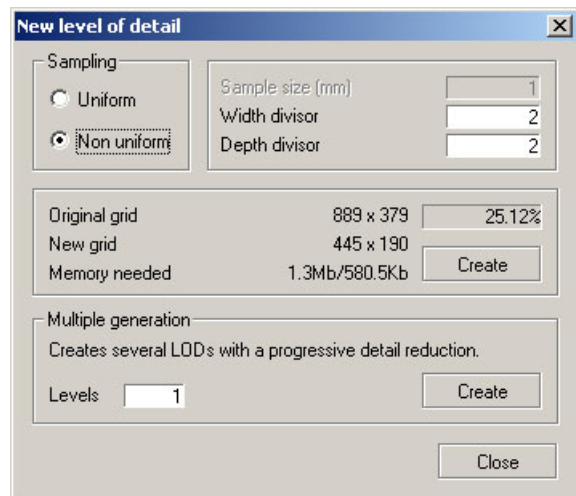 New level of detail
Sampling
Uniform
Non uniform
Sample size (mm) 1
Width divisor 2
Depth divisor 2
Original grid 889 x 379 25.12%
New grid 445 x 190
Memory needed 1.3Mb/580.5Kb Create
Multiple generation
Creates several LODs with a progressive detail reduction.
Levels 1 Create
Close